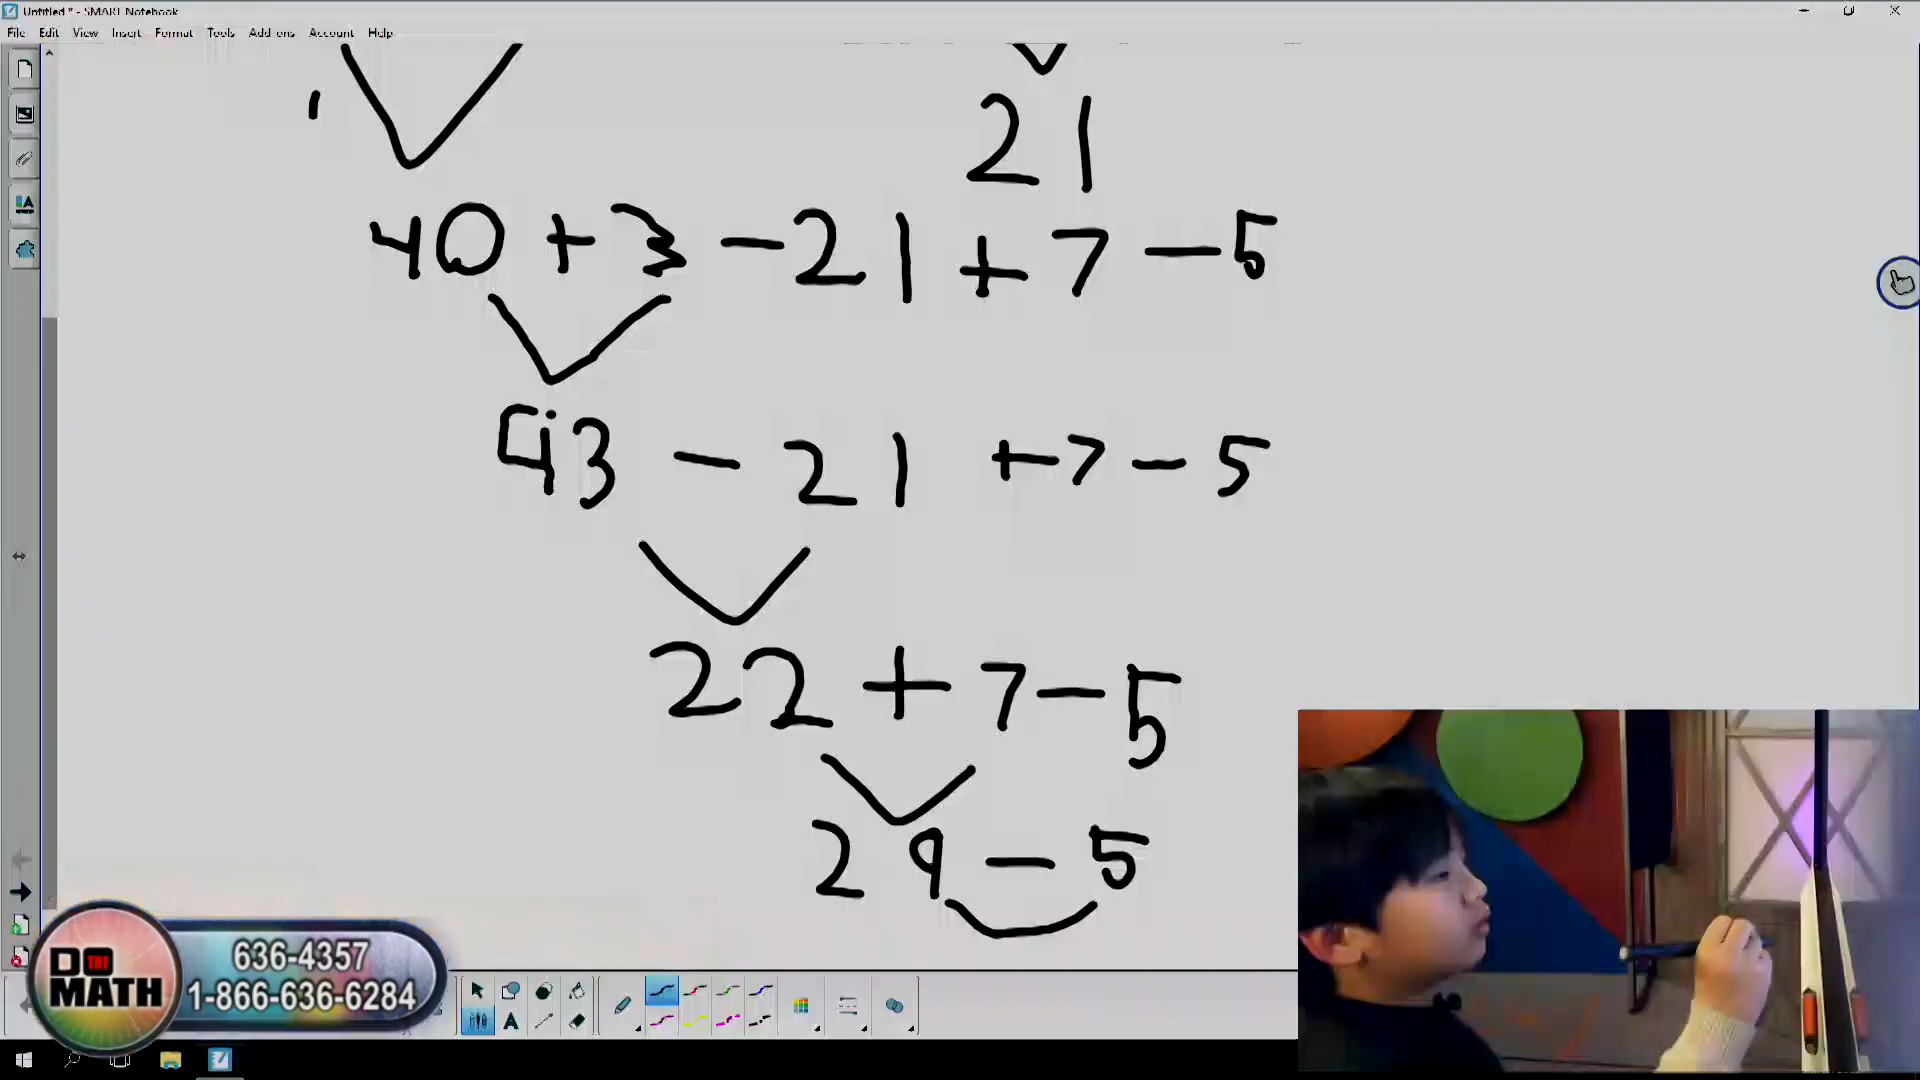 Untitled * - SMART Notebook
File Edit View Insert Format Tools Add-ons Account Help
21
40 + 3 - 21 + 7 - 5
43 - 21 + 7 - 5
22 + 7 - 5
29 - 5
DO THE MATH
636-4357
1-866-636-6284